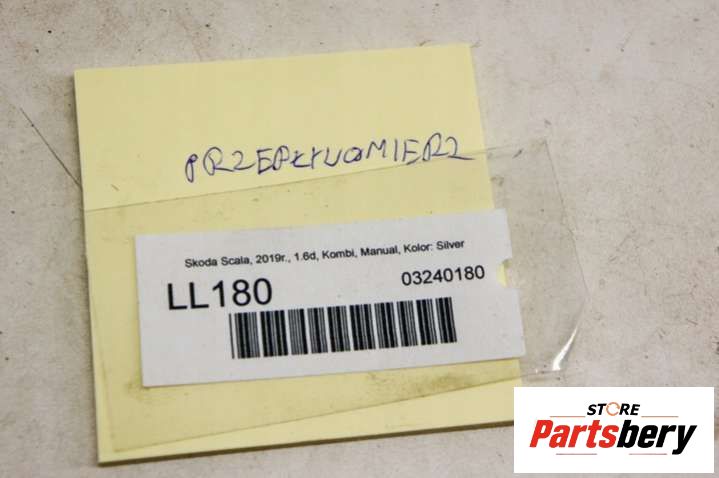 PRZEPŁYWOMIERZ
Skoda Scala, 2019r., 1.6d, Kombi, Manual, Kolor: Silver
LL180
03240180
STORE
Partsbery